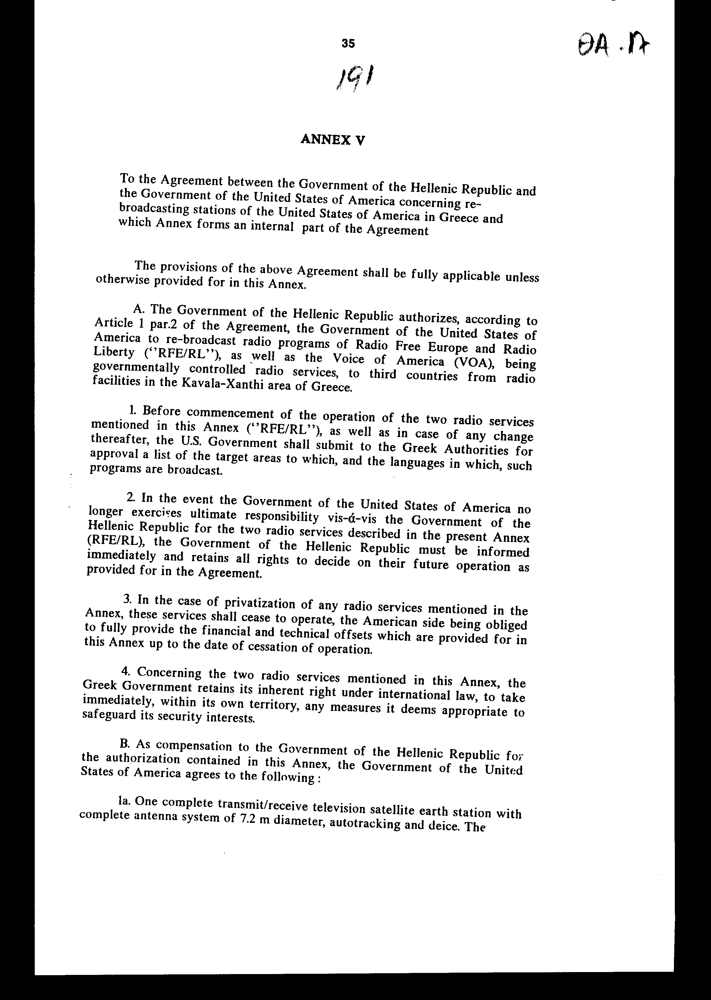 35
191
ANNEX V
To the Agreement between the Government of the Hellenic Republic and
the Government of the United States of America concerning re-
broadcasting stations of the United States of America in Greece and
which Annex forms an internal part of the Agreement
The provisions of the above Agreement shall be fully applicable unless
otherwise provided for in this Annex.
A. The Government of the Hellenic Republic authorizes, according to
Article 1 par.2 of the Agreement, the Government of the United States of
America to re-broadcast radio programs of Radio Free Europe and Radio
Liberty (‘’RFE/RL’’), as well as the Voice of America (VOA), being
governmentally controlled radio services, to third countries from radio
facilities in the Kavala-Xanthi area of Greece.
1. Before commencement of the operation of the two radio services
mentioned in this Annex (‘’RFE/RL’’), as well as in case of any change
thereafter, the U.S. Government shall submit to the Greek Authorities for
approval a list of the target areas to which, and the languages in which, such
programs are broadcast.
2. In the event the Government of the United States of America no
longer exercises ultimate responsibility vis-á-vis the Government of the
Hellenic Republic for the two radio services described in the present Annex
(RFE/RL), the Government of the Hellenic Republic must be informed
immediately and retains all rights to decide on their future operation as
provided for in the Agreement.
3. In the case of privatization of any radio services mentioned in the
Annex, these services shall cease to operate, the American side being obliged
to fully provide the financial and technical offsets which are provided for in
this Annex up to the date of cessation of operation.
4. Concerning the two radio services mentioned in this Annex, the
Greek Government retains its inherent right under international law, to take
immediately, within its own territory, any measures it deems appropriate to
safeguard its security interests.
B. As compensation to the Government of the Hellenic Republic for
the authorization contained in this Annex, the Government of the United
States of America agrees to the following :
1a. One complete transmit/receive television satellite earth station with
complete antenna system of 7.2 m diameter, autotracking and deice. The